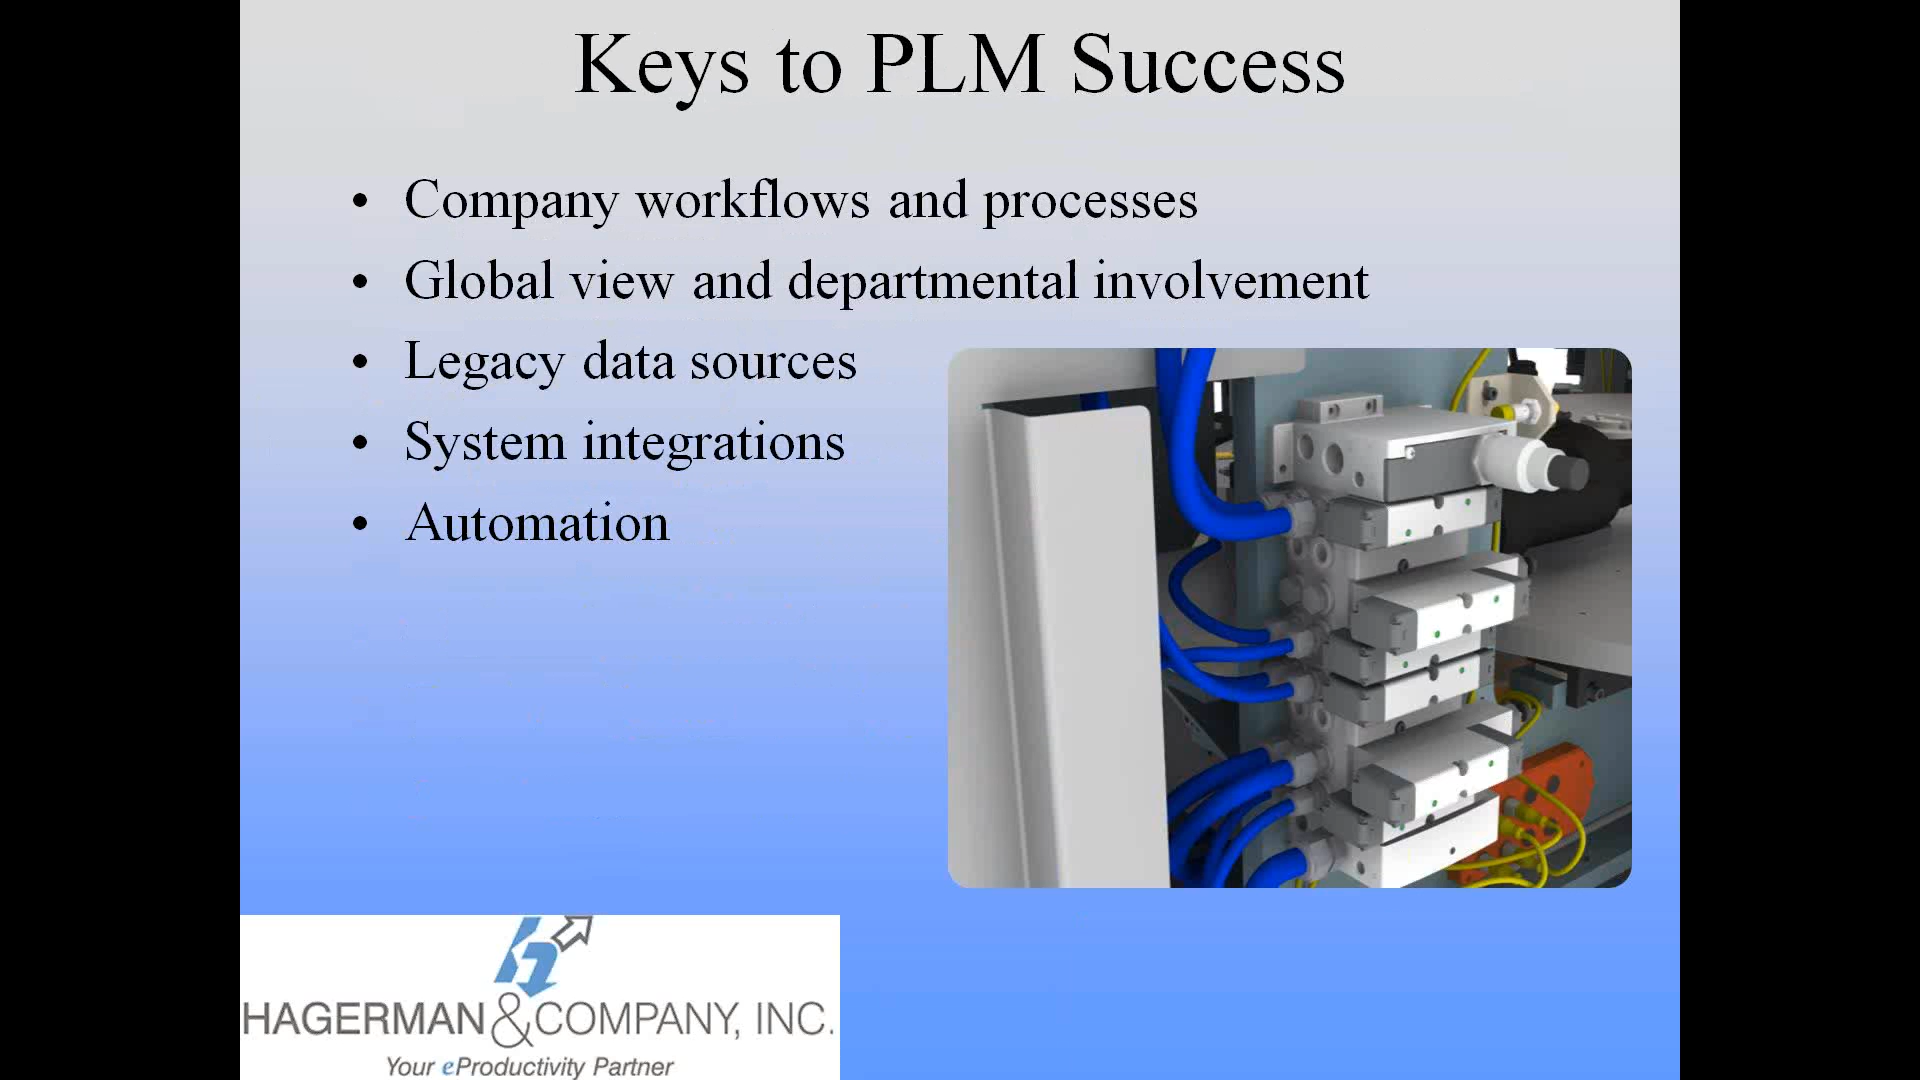 Keys to PLM Success
• Company workflows and processes
• Global view and departmental involvement
• Legacy data sources
• System integrations
• Automation
HAGERMAN & COMPANY, INC.
Your eProductivity Partner